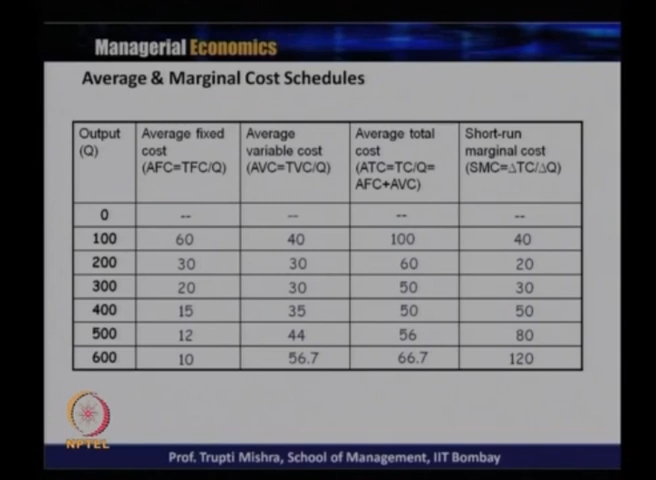 Managerial Economics
Average & Marginal Cost Schedules
Output (Q) | Average fixed cost (AFC=TFC/Q) | Average variable cost (AVC=TVC/Q) | Average total cost (ATC=TC/Q= AFC+AVC) | Short-run marginal cost (SMC=△TC/△Q)
0 | -- | -- | -- | --
100 | 60 | 40 | 100 | 40
200 | 30 | 30 | 60 | 20
300 | 20 | 30 | 50 | 30
400 | 15 | 35 | 50 | 50
500 | 12 | 44 | 56 | 80
600 | 10 | 56.7 | 66.7 | 120
NPTEL
Prof. Trupti Mishra, School of Management, IIT Bombay